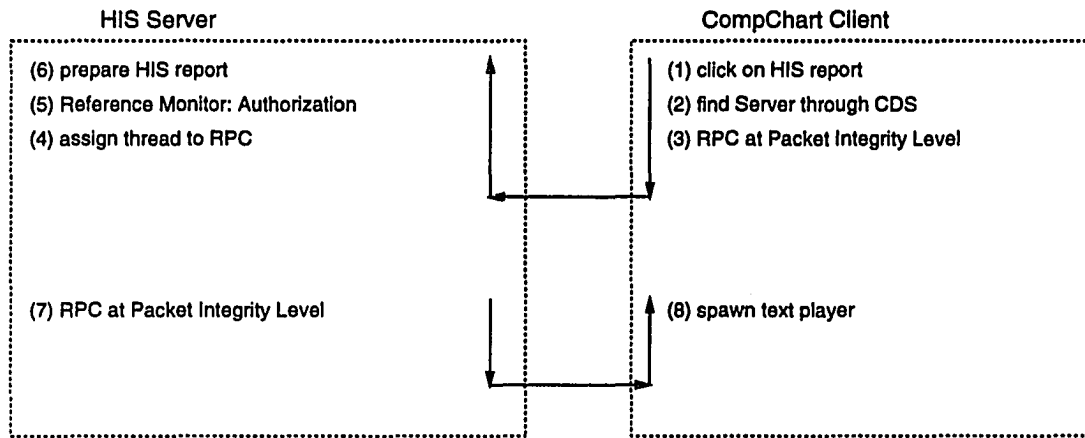 HIS Server
(6) prepare HIS report
(5) Reference Monitor: Authorization
(4) assign thread to RPC
(7) RPC at Packet Integrity Level
CompChart Client
(1) click on HIS report
(2) find Server through CDS
(3) RPC at Packet Integrity Level
(8) spawn text player